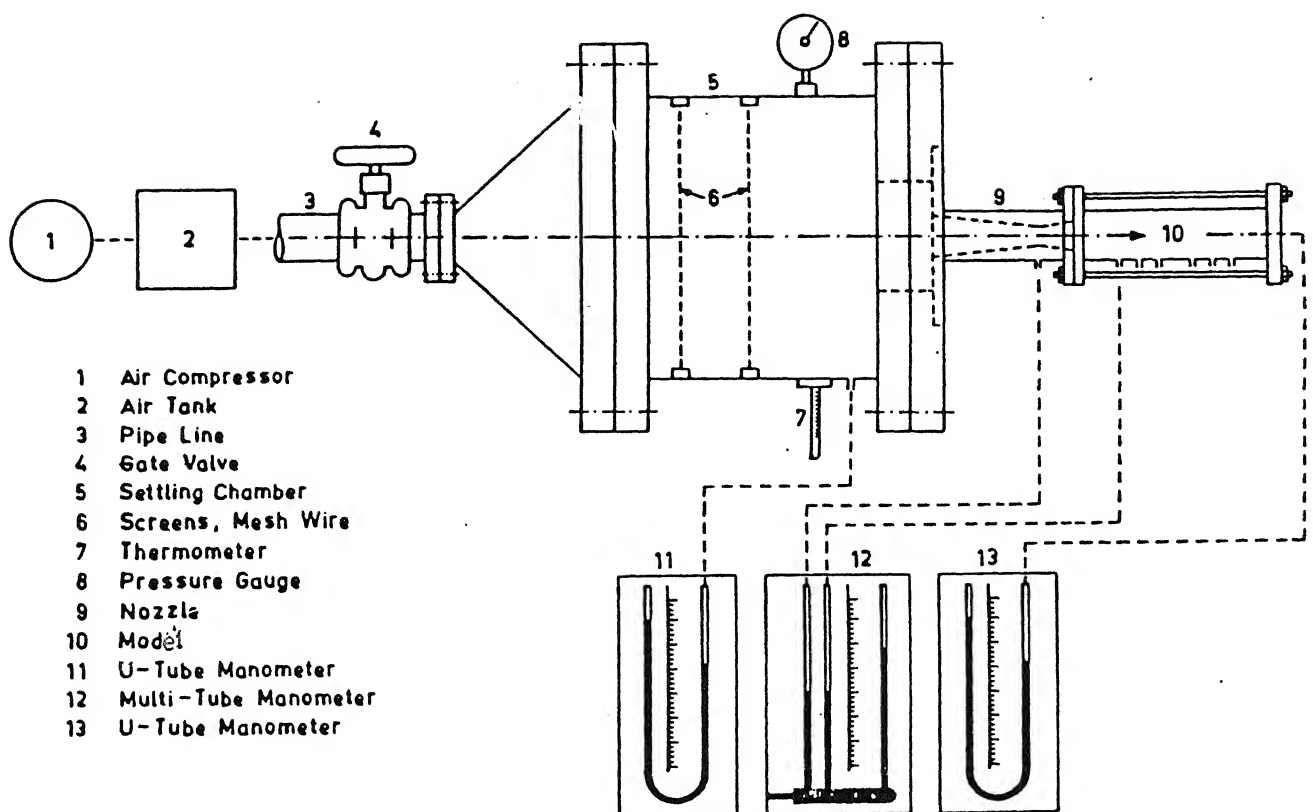 4
8
5
3
6
9
1
2
10
7
1 Air Compressor
2 Air Tank
3 Pipe Line
4 Gate Valve
5 Settling Chamber
6 Screens, Mesh Wire
7 Thermometer
8 Pressure Gauge
9 Nozzle
10 Model
11 U-Tube Manometer
12 Multi-Tube Manometer
13 U-Tube Manometer
11
12
13